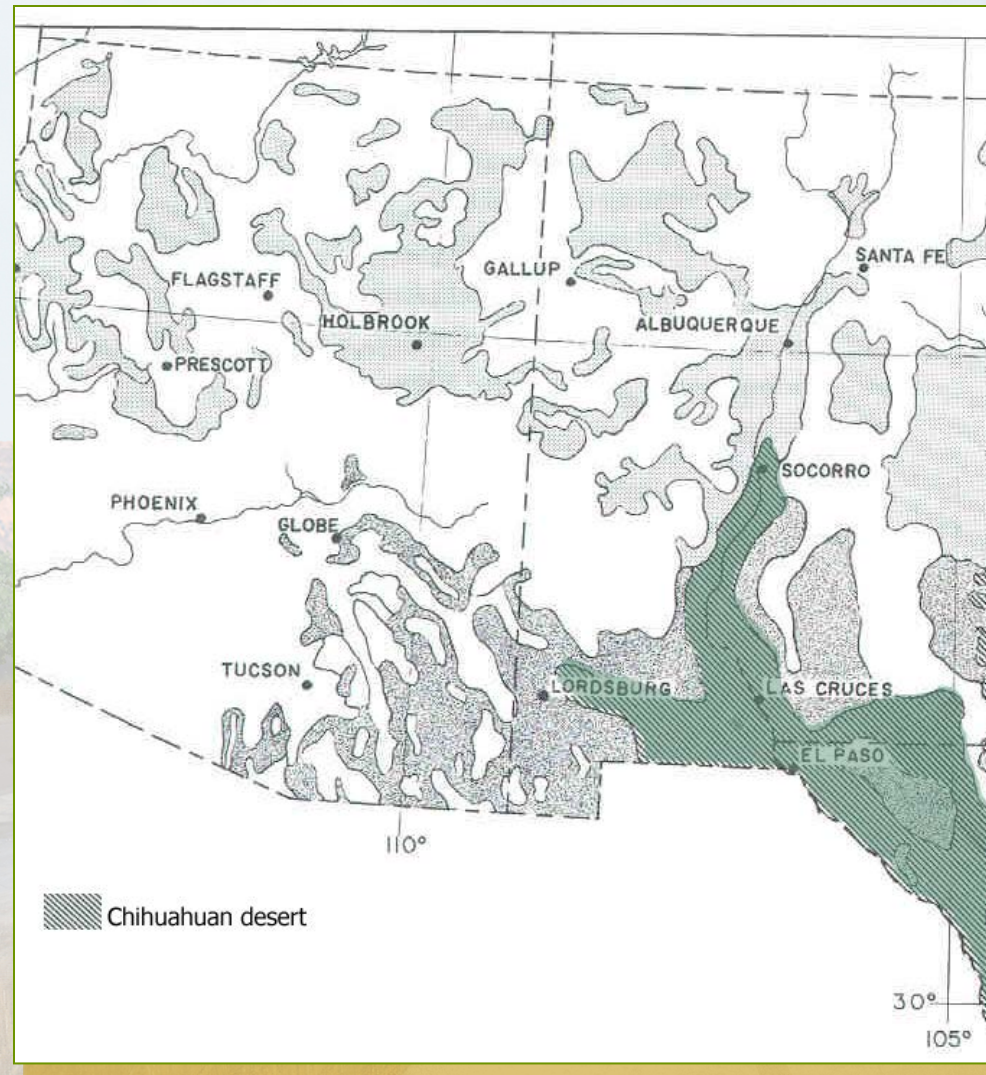 SANTA FE
GALLUP
FLAGSTAFF
HOLBROOK
ALBUQUERQUE
PRESCOTT
SOCORRO
PHOENIX
GLOBE
TUCSON
LORDSBURG
LAS CRUCES
EL PASO
110°
Chihuahuan desert
30°
105°